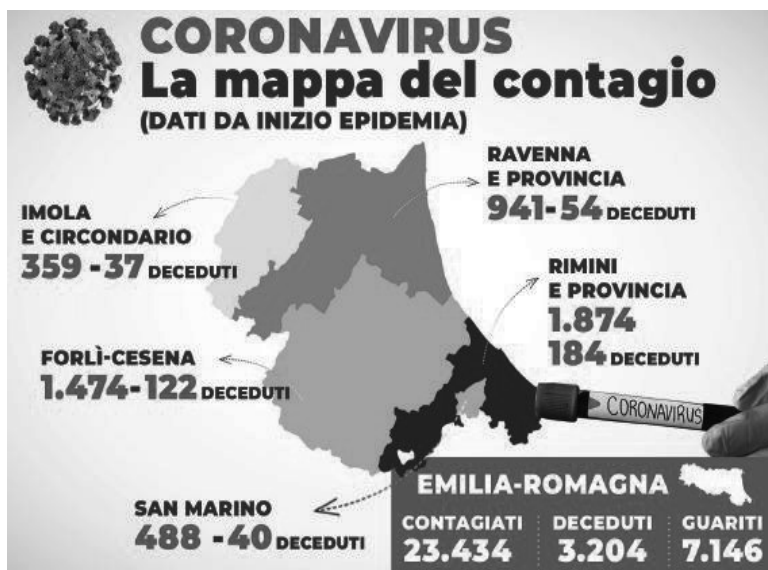 CORONAVIRUS
La mappa del contagio
(DATI DA INIZIO EPIDEMIA)
RAVENNA
E PROVINCIA
941-54 DECEDUTI
IMOLA
E CIRCONDARIO
359 -37 DECEDUTI
RIMINI
E PROVINCIA
1.874
184 DECEDUTI
FORLÌ-CESENA
1.474-122 DECEDUTI
CORONAVIRUS
SAN MARINO
488 -40 DECEDUTI
EMILIA-ROMAGNA
CONTAGIATI DECEDUTI GUARITI
23.434 3.204 7.146